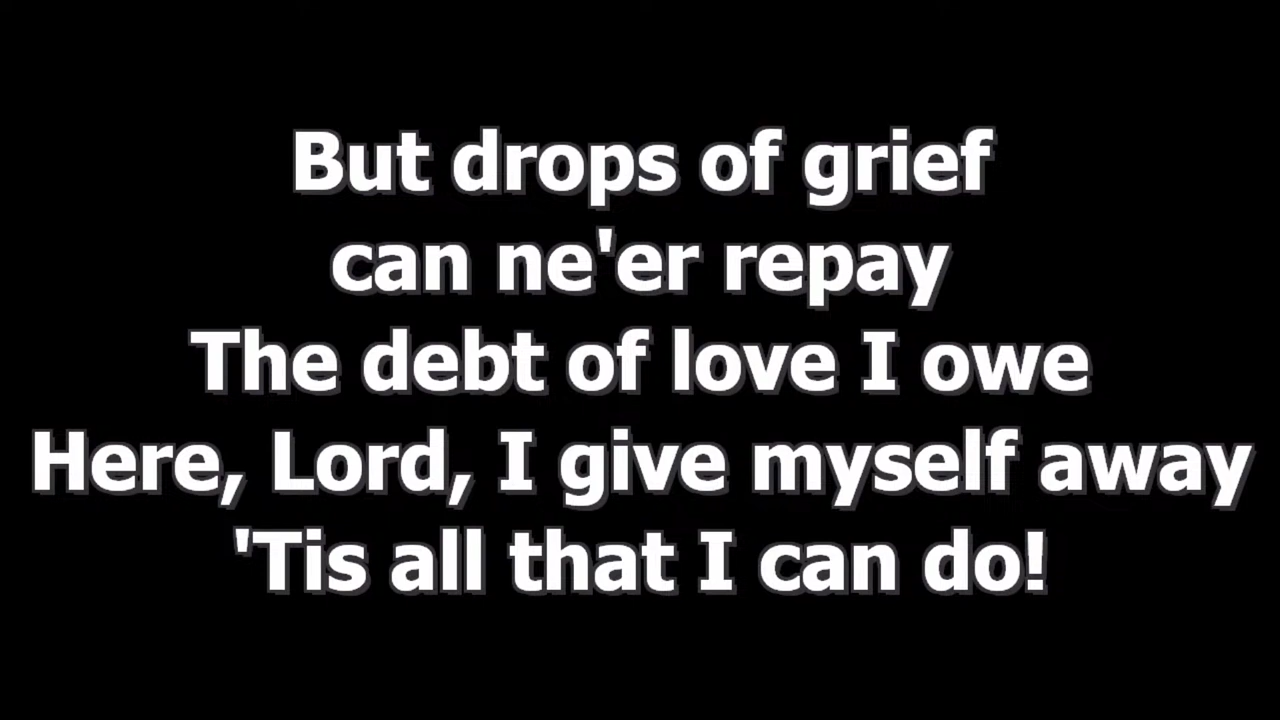 But drops of grief
can ne'er repay
The debt of love I owe
Here, Lord, I give myself away
'Tis all that I can do!